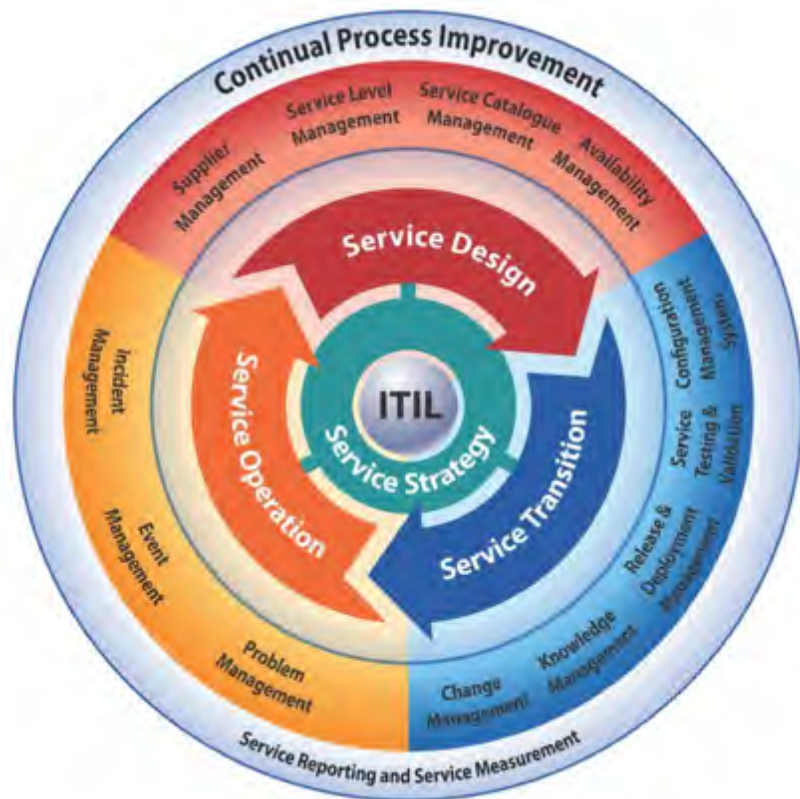 Continual Process Improvement
Supplier
Management
Service Level
Management
Service Catalogue
Management
Availability
Management
Configuration
Management
System
Service
Testing &
Validation
Release &
Deployment
Management
Knowledge
Management
Change
Management
Problem
Management
Event
Management
Incident
Management
Service Design
Service Transition
Service Operation
Service Strategy
ITIL
Service Reporting and Service Measurement